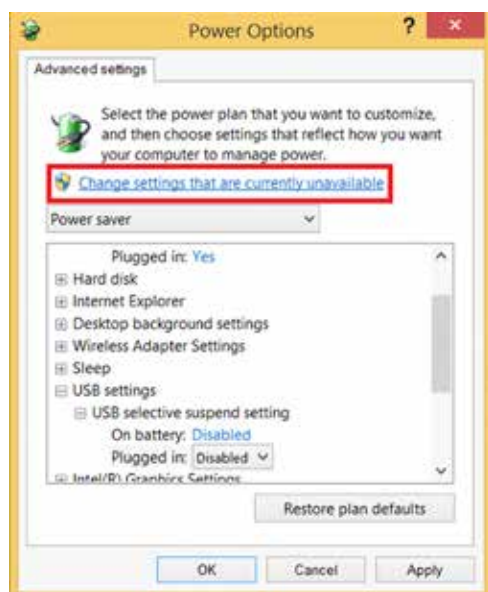 Power Options
?
Advanced settings
Select the power plan that you want to customize,
and then choose settings that reflect how you want
your computer to manage power.
Change settings that are currently unavailable
Power saver
Plugged in: Yes
Hard disk
Internet Explorer
Desktop background settings
Wireless Adapter Settings
Sleep
USB settings
USB selective suspend setting
On battery: Disabled
Plugged in: Disabled
Intel(R) Graphics Settings
Restore plan defaults
OK Cancel Apply